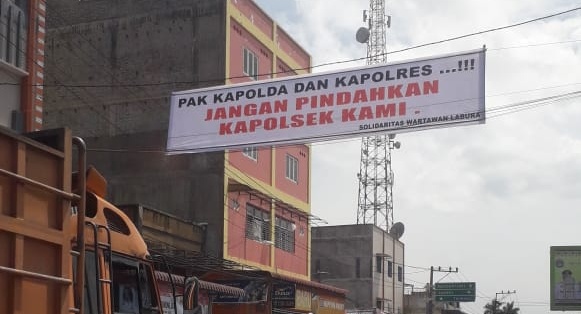 PAK KAPOLDA DAN KAPOLRES ...!!!
JANGAN PINDAHKAN
KAPOLSEK KAMI.
SOLIDARITAS WARTAWAN LABURA